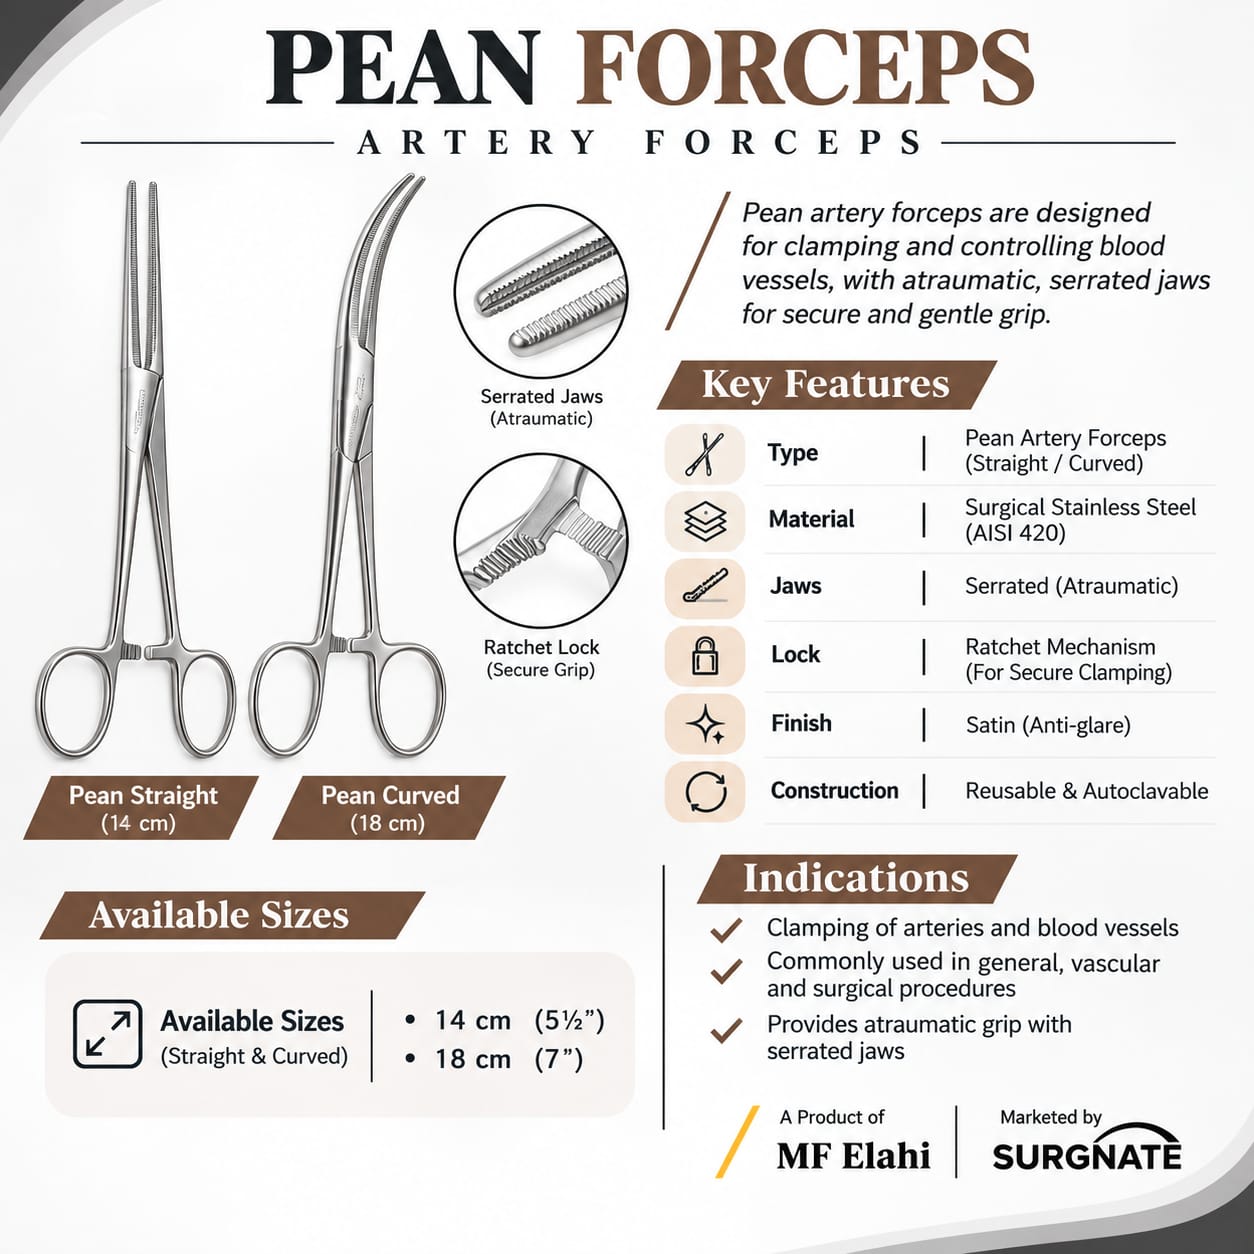 PEAN FORCEPS
ARTERY FORCEPS
Pean artery forceps are designed
for clamping and controlling blood
vessels, with atraumatic, serrated jaws
for secure and gentle grip.
Serrated Jaws
(Atraumatic)
Ratchet Lock
(Secure Grip)
Pean Straight
(14 cm)
Pean Curved
(18 cm)
Key Features
Type | Pean Artery Forceps
(Straight / Curved)
Material | Surgical Stainless Steel
(AISI 420)
Jaws | Serrated (Atraumatic)
Lock | Ratchet Mechanism
(For Secure Clamping)
Finish | Satin (Anti-glare)
Construction | Reusable & Autoclavable
Available Sizes
Available Sizes
(Straight & Curved)
• 14 cm (5½”)
• 18 cm (7”)
Indications
Clamping of arteries and blood vessels
Commonly used in general, vascular
and surgical procedures
Provides atraumatic grip with
serrated jaws
A Product of
MF Elahi
Marketed by
SURGNATE